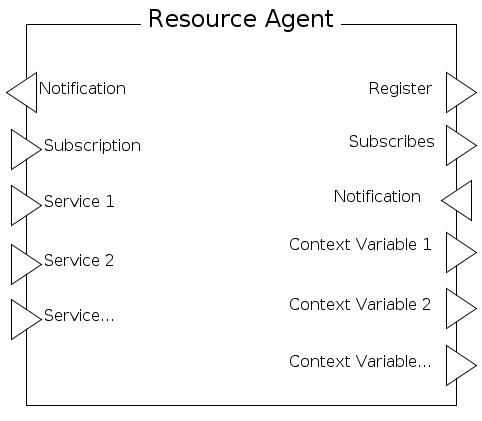 Resource Agent
Notification
Register
Subscription
Subscribes
Service 1
Notification
Service 2
Context Variable 1
Service...
Context Variable 2
Context Variable...